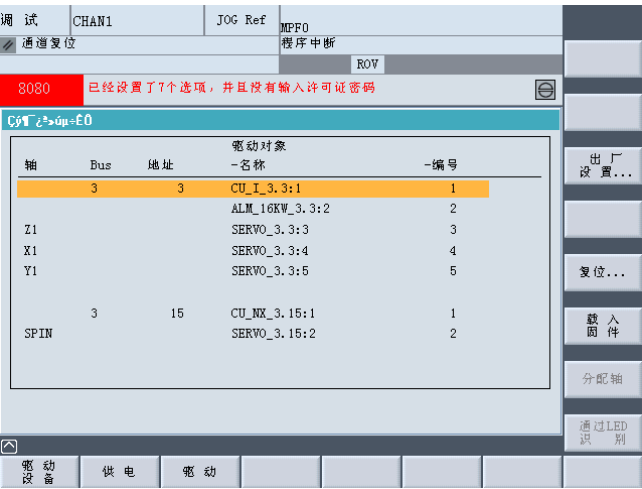 调 试 CHAN1 JOG Ref MPF0
通道复位 程序中断
ROV
8080 已经设置了7个选项，并且没有输入许可证密码
驱动对象
轴 Bus 地址 -名称 -编号
3 3 CU_I_3.3:1 1
ALM_16KW_3.3:2 2
Z1 SERVO_3.3:3 3
X1 SERVO_3.3:4 4
Y1 SERVO_3.3:5 5
3 15 CU_NX_3.15:1 1
SPIN SERVO_3.15:2 2
出 厂
设 置...
复位...
载 入
固 件
分配轴
通过LED
识 别
驱 动
设 备
供 电
驱 动